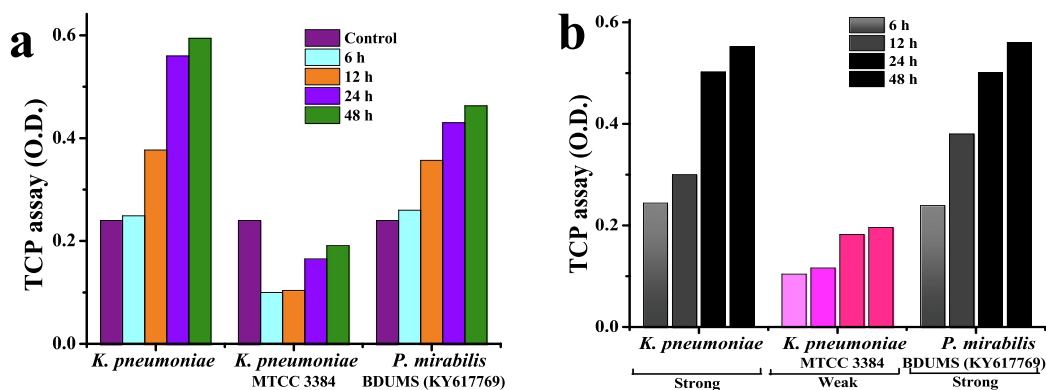 a
TCP assay (O.D.)
0.6
0.4
0.2
0.0
Control
6 h
12 h
24 h
48 h
K. pneumoniae
K. pneumoniae
MTCC 3384
P. mirabilis
BDUMS (KY617769)
b
TCP assay (O.D.)
0.6
0.4
0.2
0.0
6 h
12 h
24 h
48 h
K. pneumoniae
K. pneumoniae
MTCC 3384
P. mirabilis
BDUMS (KY617769)
Strong
Weak
Strong